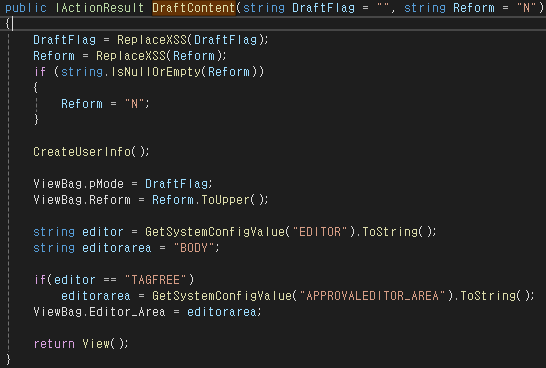 public IActionResult DraftContent(string DraftFlag = "", string Reform = "N")
{
    DraftFlag = ReplaceXSS(DraftFlag);
    Reform = ReplaceXSS(Reform);
    if (string.IsNullOrEmpty(Reform))
    {
        Reform = "N";
    }

    CreateUserInfo();

    ViewBag.pMode = DraftFlag;
    ViewBag.Reform = Reform.ToUpper();

    string editor = GetSystemConfigValue("EDITOR").ToString();
    string editorarea = "BODY";

    if(editor == "TAGFREE")
        editorarea = GetSystemConfigValue("APPROVALEDITOR_AREA").ToString();
    ViewBag.Editor_Area = editorarea;

    return View();
}